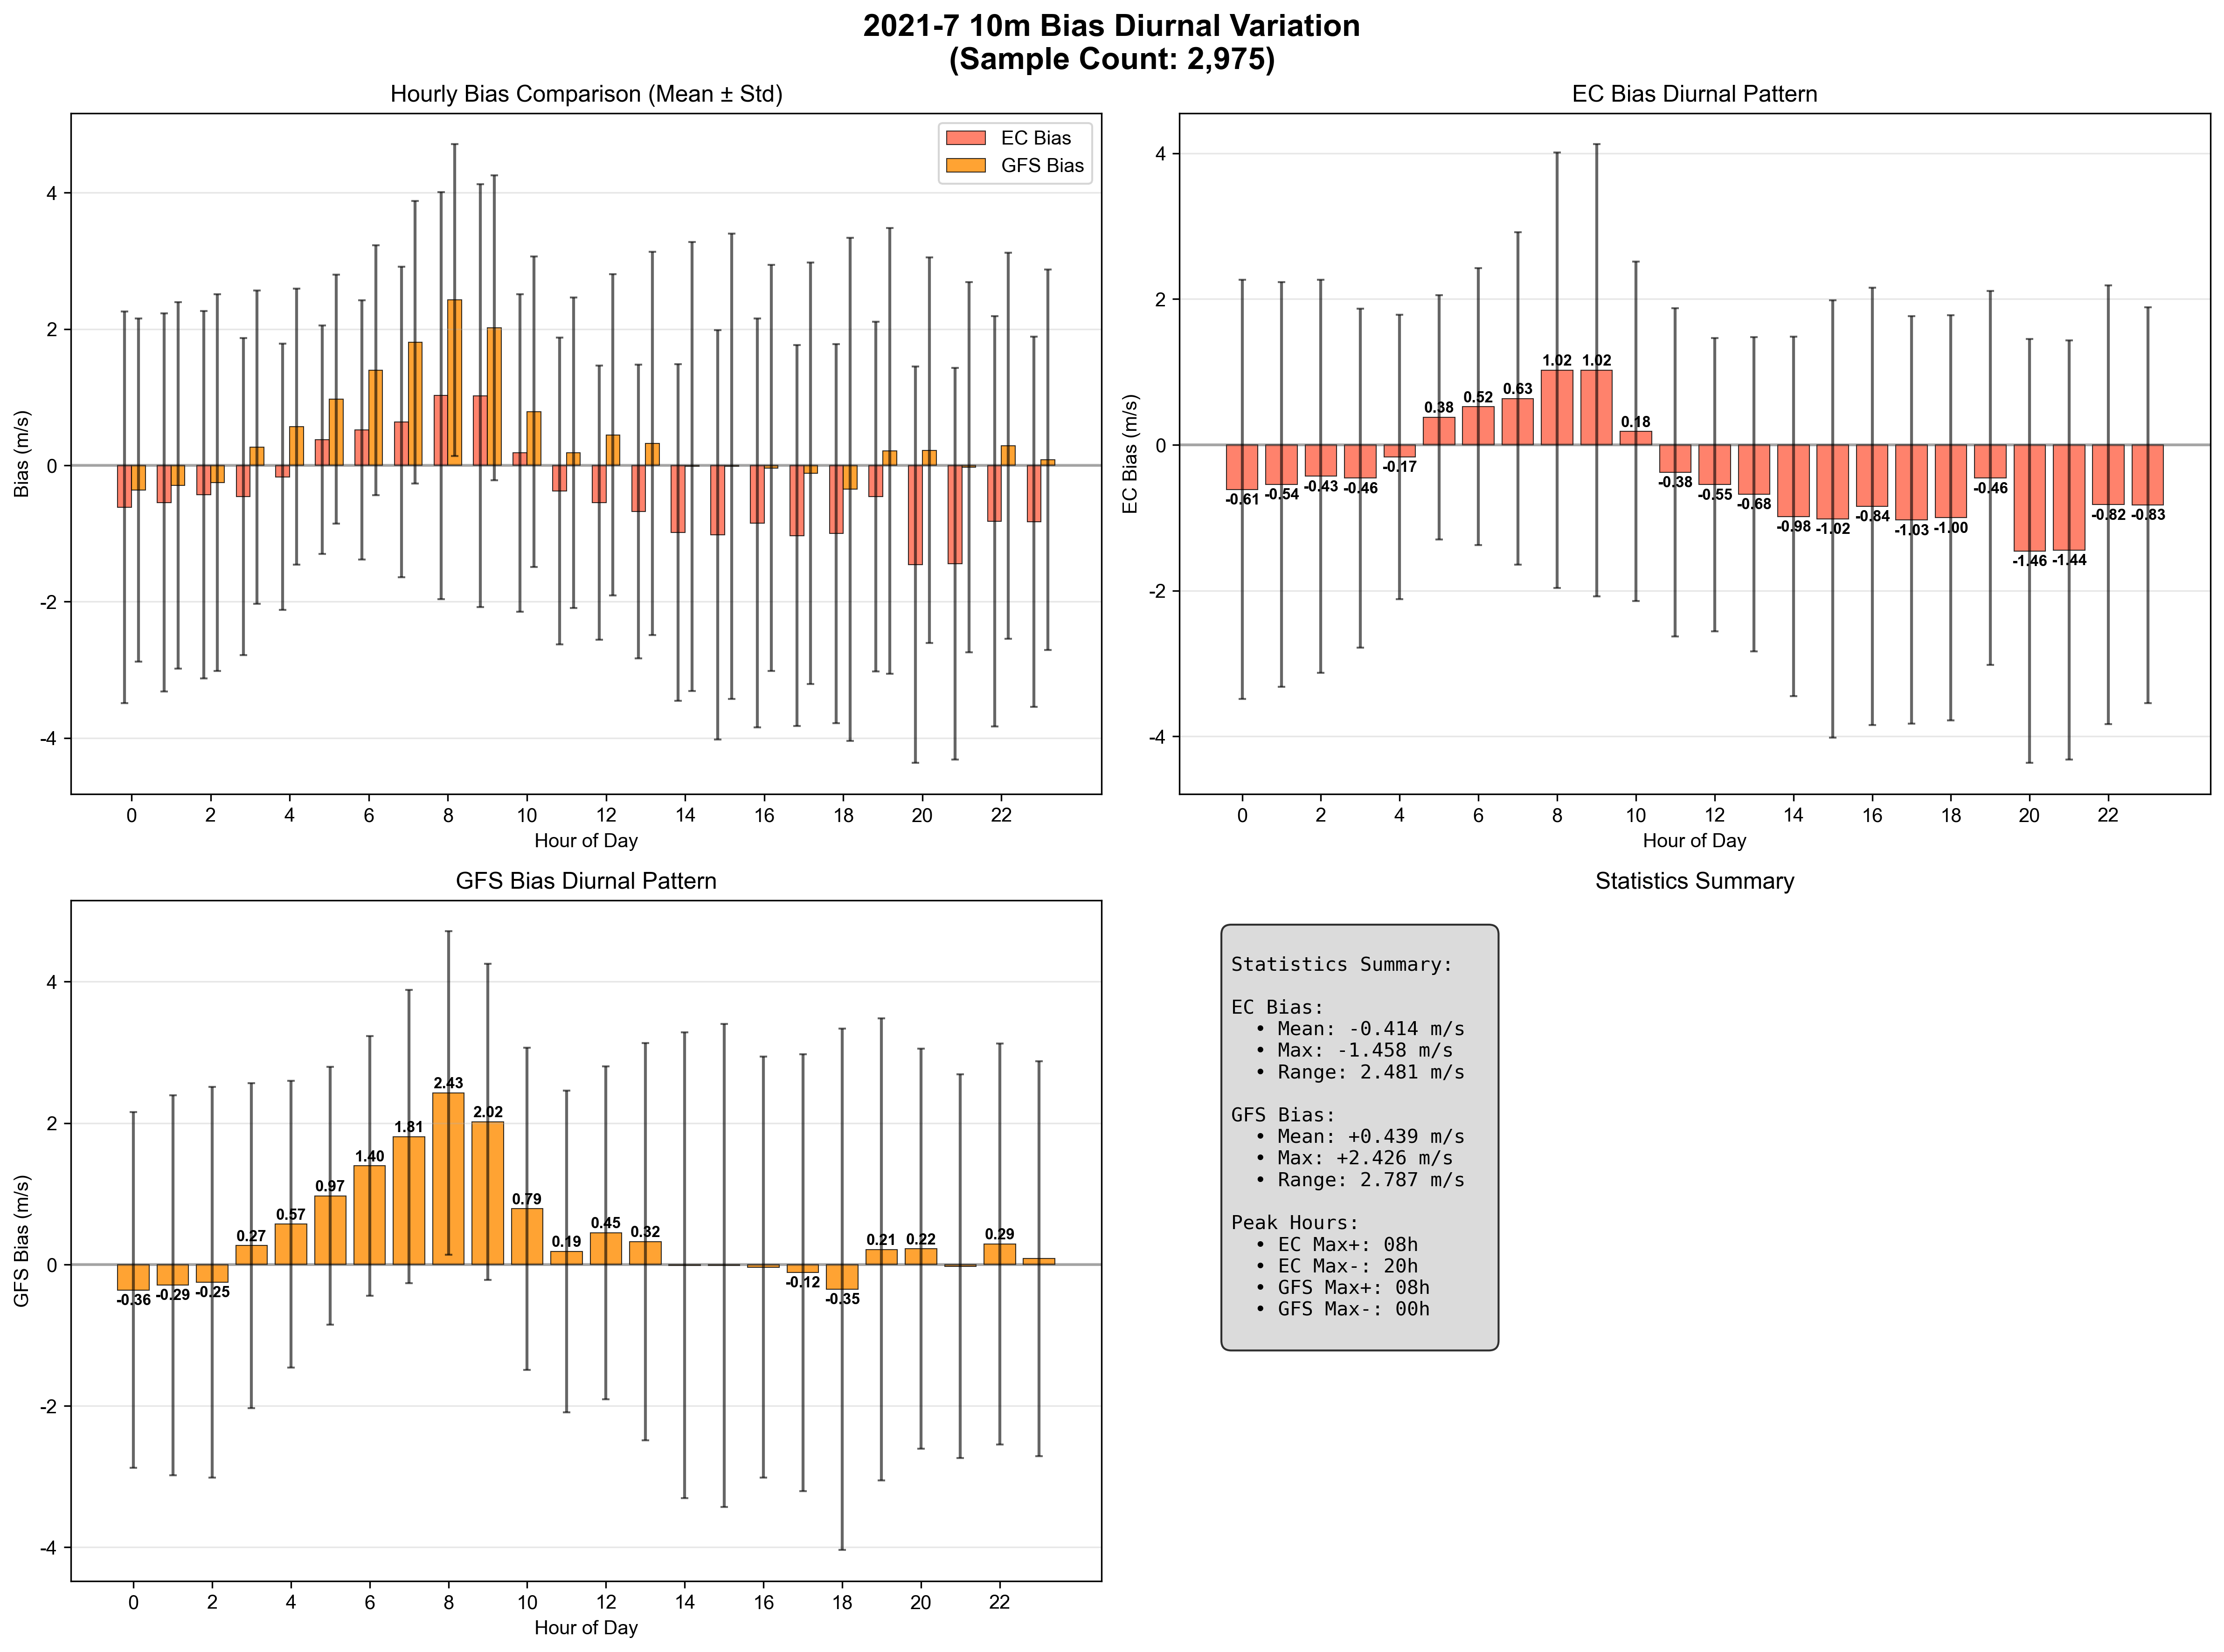 2021-7 10m Bias Diurnal Variation
(Sample Count: 2,975)
Hourly Bias Comparison (Mean ± Std)
EC Bias
GFS Bias
Bias (m/s)
4
2
0
-2
-4
0 2 4 6 8 10 12 14 16 18 20 22
Hour of Day
EC Bias Diurnal Pattern
EC Bias (m/s)
4
2
0
-2
-4
-0.61 -0.54 -0.43 -0.46 -0.17 0.38 0.52 0.63 1.02 1.02 0.18 -0.38 -0.55 -0.68 -0.98 -1.02 -0.84 -1.03 -1.00 -0.46 -1.46 -1.44 -0.82 -0.83
0 2 4 6 8 10 12 14 16 18 20 22
Hour of Day
GFS Bias Diurnal Pattern
GFS Bias (m/s)
4
2
0
-2
-4
-0.36 -0.29 -0.25 0.27 0.57 0.97 1.40 1.81 2.43 2.02 0.79 0.19 0.45 0.32 -0.12 -0.35 0.21 0.22 0.29
0 2 4 6 8 10 12 14 16 18 20 22
Hour of Day
Statistics Summary
Statistics Summary:
EC Bias:
• Mean: -0.414 m/s
• Max: -1.458 m/s
• Range: 2.481 m/s
GFS Bias:
• Mean: +0.439 m/s
• Max: +2.426 m/s
• Range: 2.787 m/s
Peak Hours:
• EC Max+: 08h
• EC Max-: 20h
• GFS Max+: 08h
• GFS Max-: 00h